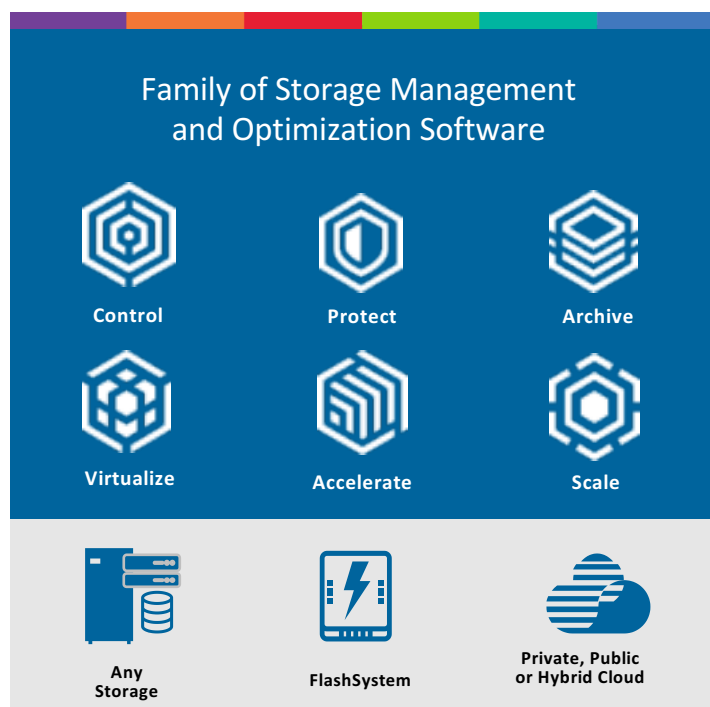 Family of Storage Management
and Optimization Software
Control
Protect
Archive
Virtualize
Accelerate
Scale
Any
Storage
FlashSystem
Private, Public
or Hybrid Cloud